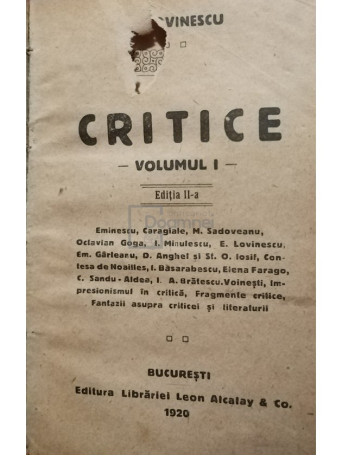 OVINESCU
CRITICE
— VOLUMUL I —
Ediția II-a
Eminescu, Caragiale, M. Sadoveanu,
Octavian Goga, I. Minulescu, E. Lovinescu,
Em. Gârleanu, D. Anghel și St. O. Iosif, Con-
tesa de Noailles, I. Băsarabescu, Elena Farago,
C. Sandu-Aldea, I. A. Brătescu-Voinești, Im-
presionismul în critică, Fragmente critice,
Fantazii asupra criticei și literaturii
BUCUREȘTI
Editura Librăriei Leon Alcalay & Co.
1920